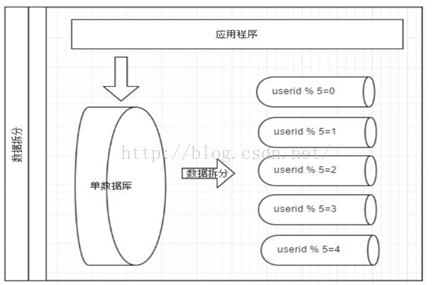 数据拆分
应用程序
单数据库
数据拆分
userid % 5=0
userid % 5=1
userid % 5=2
userid % 5=3
userid % 5=4
http://blog.csdn.net/